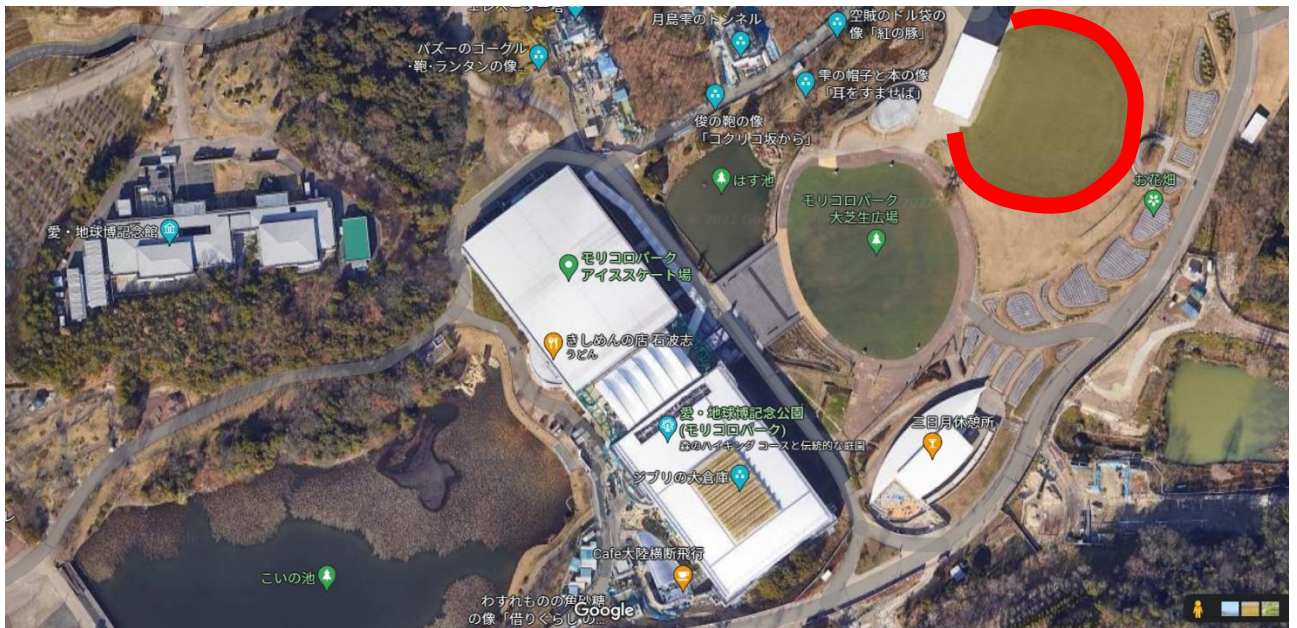 月島雫のトンネル
空賊のドル袋の
像「紅の豚」
パズーのゴーグル
・鞄・ランタンの像...
雫の帽子と本の像
「耳をすませば」
俊の鞄の像
「コクリコ坂から」
はす池
お花畑
モリコロパーク
大芝生広場
愛・地球博記念館
モリコロパーク
アイススケート場
きしめんの店 石波志
うどん
愛・地球博記念公園
(モリコロパーク)
森のハイキング コースと伝統的な庭園
三日月休憩所
ジブリの大倉庫
Cafe大陸横断飛行
こいの池
わすれものの角砂糖
の像「借りぐらしの...
Google